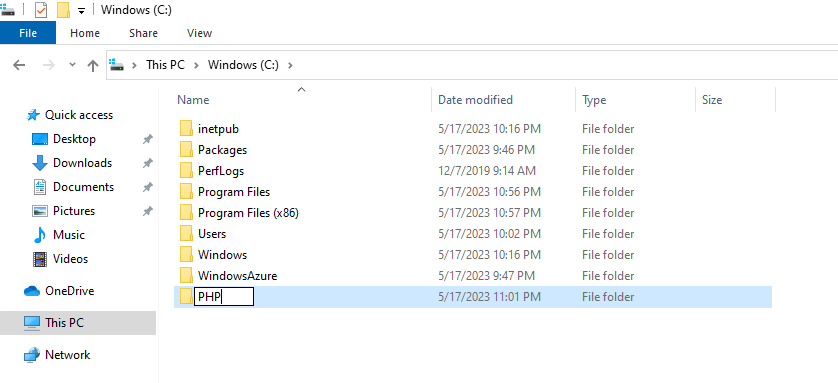 Windows (C:)
File Home Share View
This PC Windows (C:)
Name Date modified Type Size
Quick access
Desktop
Downloads
Documents
Pictures
Music
Videos
OneDrive
This PC
Network
inetpub 5/17/2023 10:16 PM File folder
Packages 5/17/2023 9:46 PM File folder
PerfLogs 12/7/2019 9:14 AM File folder
Program Files 5/17/2023 10:56 PM File folder
Program Files (x86) 5/17/2023 10:57 PM File folder
Users 5/17/2023 10:02 PM File folder
Windows 5/17/2023 10:16 PM File folder
WindowsAzure 5/17/2023 9:47 PM File folder
PHP 5/17/2023 11:01 PM File folder